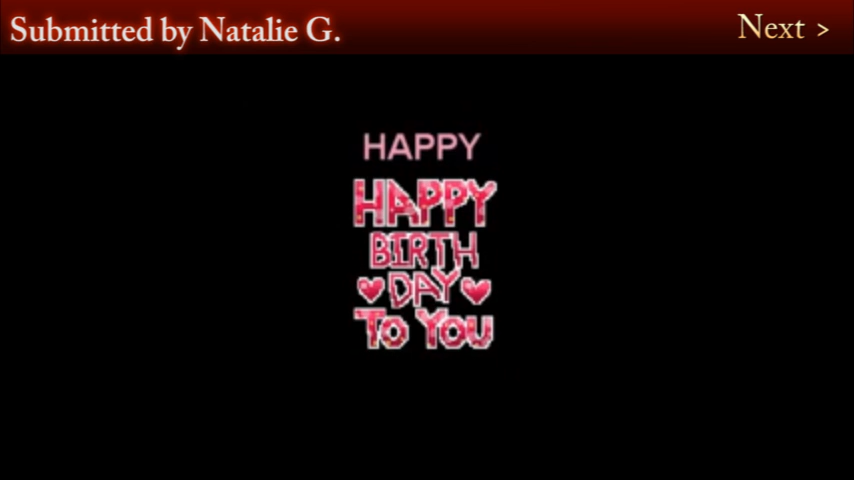 Submitted by Natalie G.
Next >
HAPPY
HAPPY
BIRTH
DAY
To You